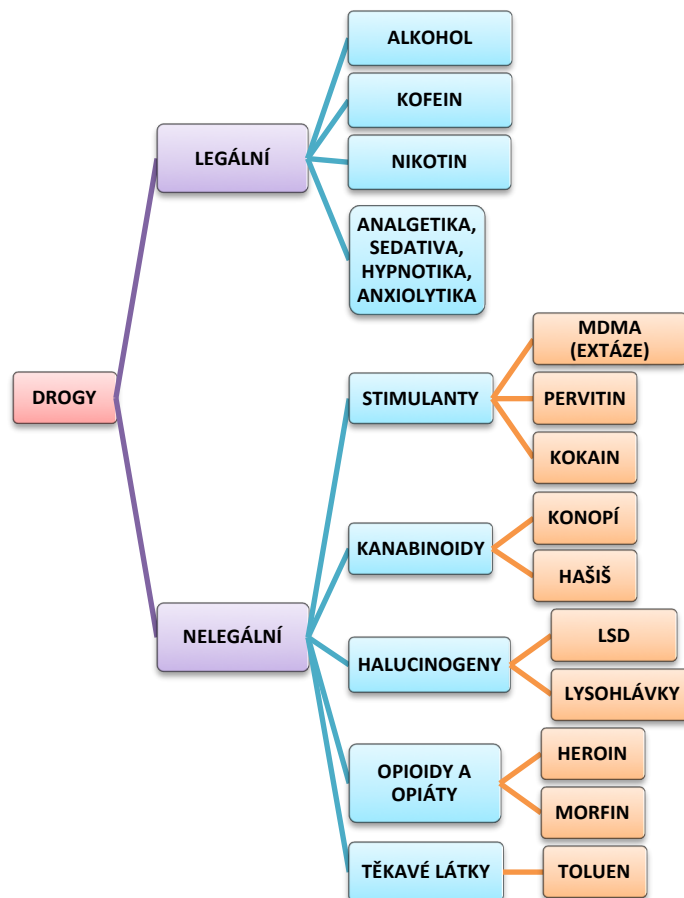 ALKOHOL
KOFEIN
LEGÁLNÍ
NIKOTIN
ANALGETIKA,
SEDATIVA,
HYPNOTIKA,
ANXIOLYTIKA
MDMA
(EXTÁZE)
DROGY
STIMULANTY
PERVITIN
KOKAIN
KONOPÍ
KANABINOIDY
HAŠIŠ
NELEGÁLNÍ
LSD
HALUCINOGENY
LYSOHLÁVKY
HEROIN
OPIOIDY A
OPIÁTY
MORFIN
TĚKAVÉ LÁTKY
TOLUEN